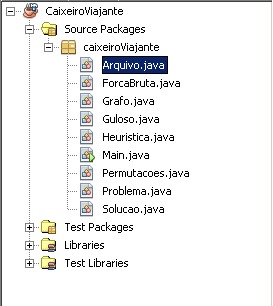 CaixeiroViajante
Source Packages
caixeiroViajante
Arquivo.java
ForcaBruta.java
Grafo.java
Guloso.java
Heuristica.java
Main.java
Permutacoes.java
Problema.java
Solucao.java
Test Packages
Libraries
Test Libraries